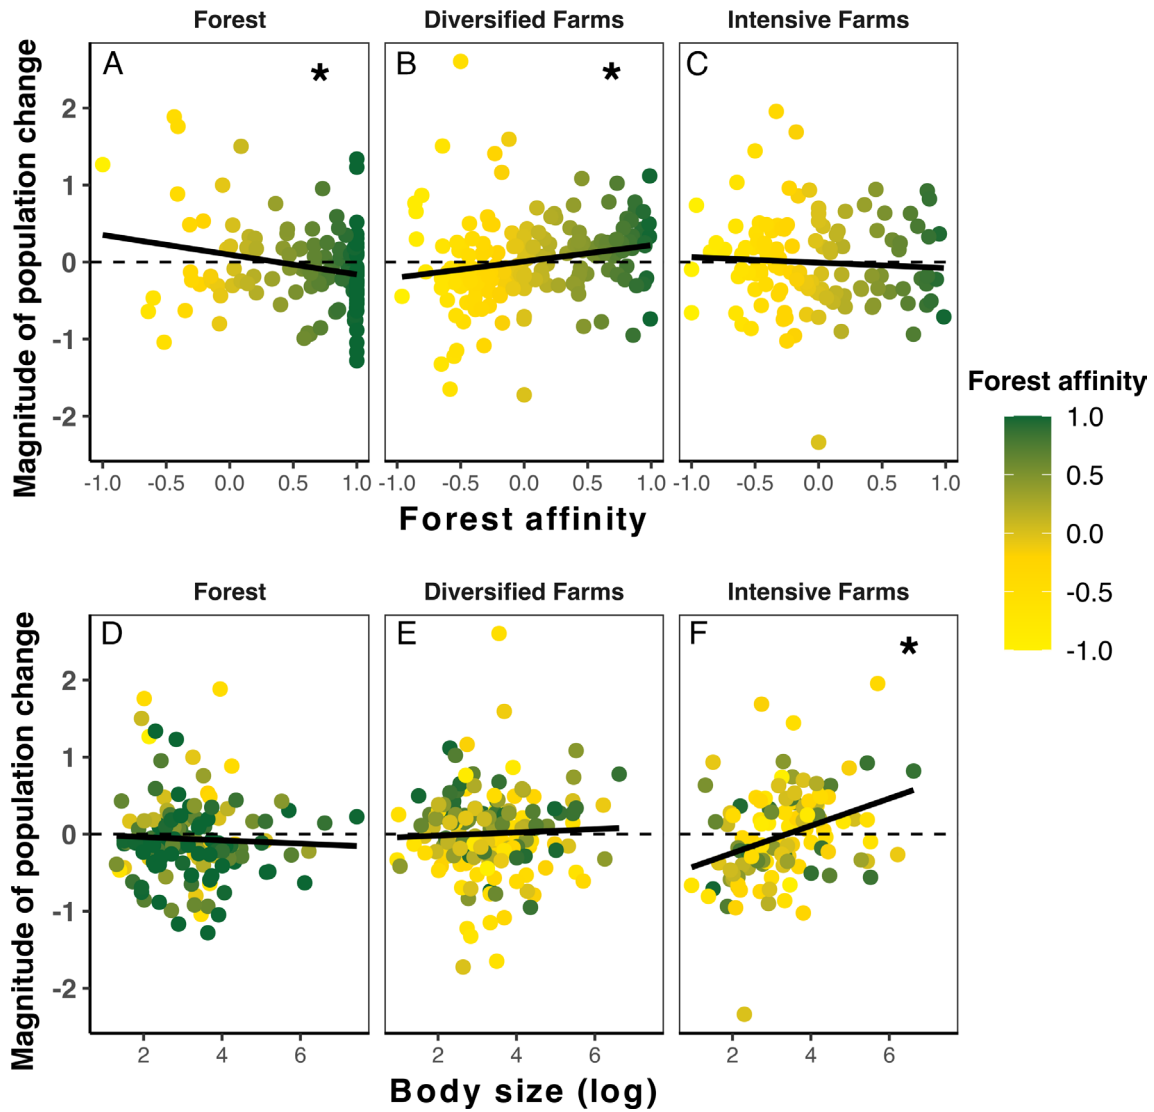 Forest Diversified Farms Intensive Farms
A * B * C
Magnitude of population change
2
1
0
-1
-2
-1.0 -0.5 0.0 0.5 1.0 -1.0 -0.5 0.0 0.5 1.0 -1.0 -0.5 0.0 0.5 1.0
Forest affinity
Forest affinity
1.0
0.5
0.0
-0.5
-1.0
Forest Diversified Farms Intensive Farms
D E F *
Magnitude of population change
2
1
0
-1
-2
2 4 6 2 4 6 2 4 6
Body size (log)